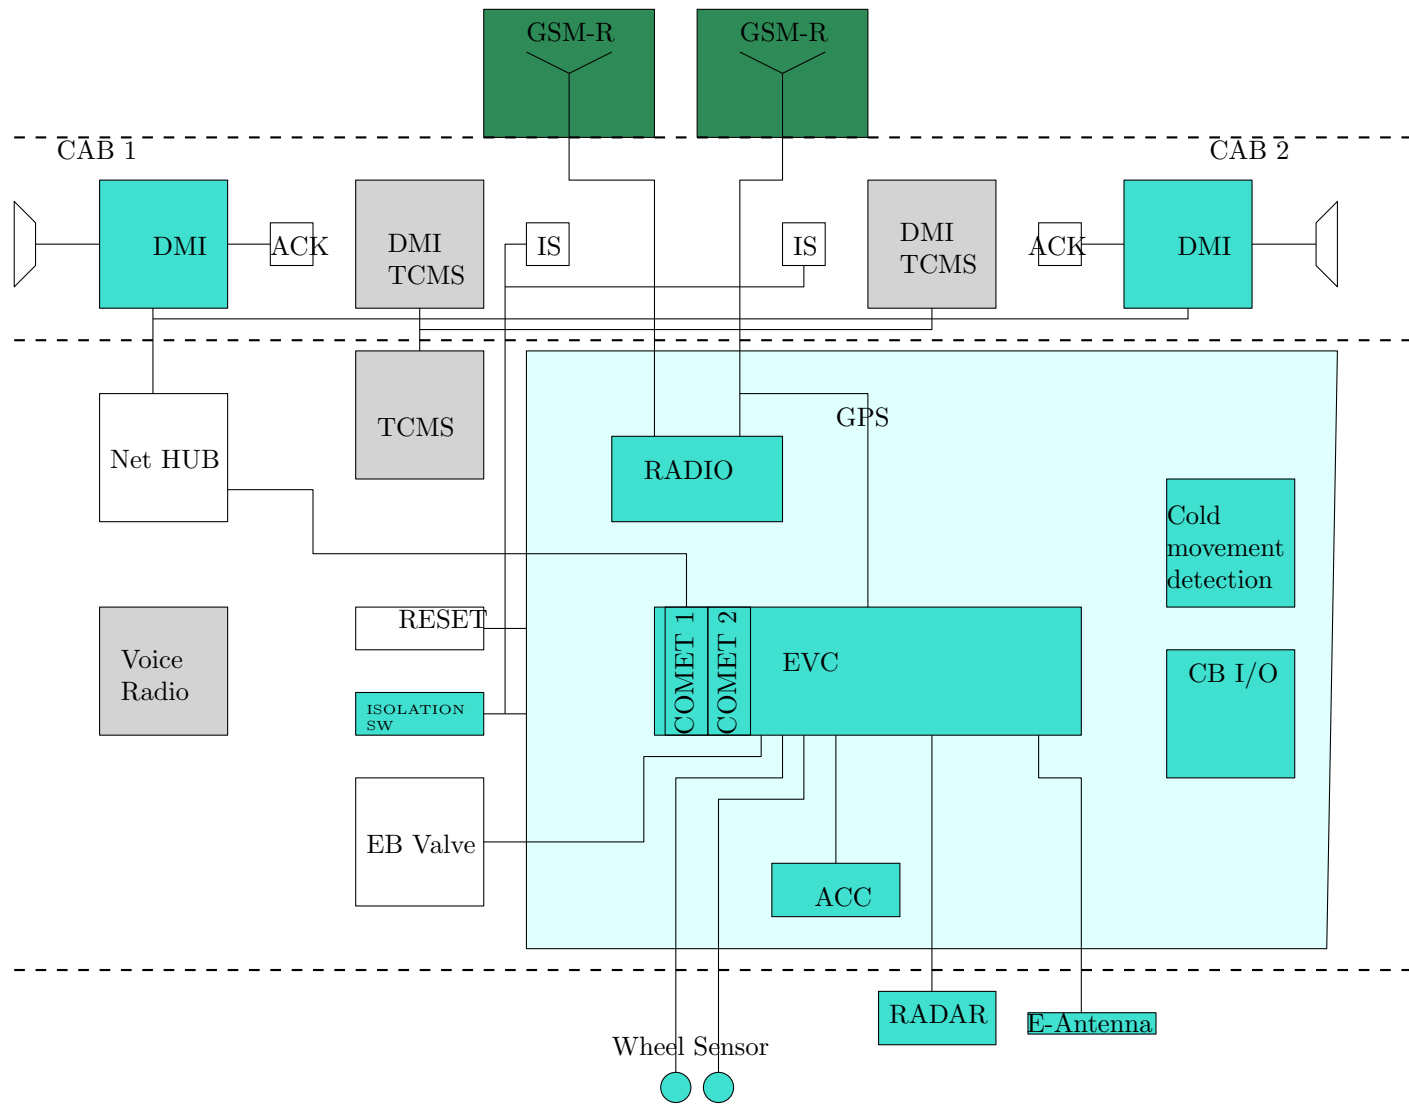 GSM-R
GSM-R
CAB 1
CAB 2
DMI
ACK
DMI
TCMS
IS
IS
DMI
TCMS
ACK
DMI
TCMS
GPS
Net HUB
RADIO
Cold
movement
detection
RESET
Voice
Radio
COMET 1
COMET 2
EVC
CB I/O
ISOLATION
SW
EB Valve
ACC
RADAR
E-Antenna
Wheel Sensor